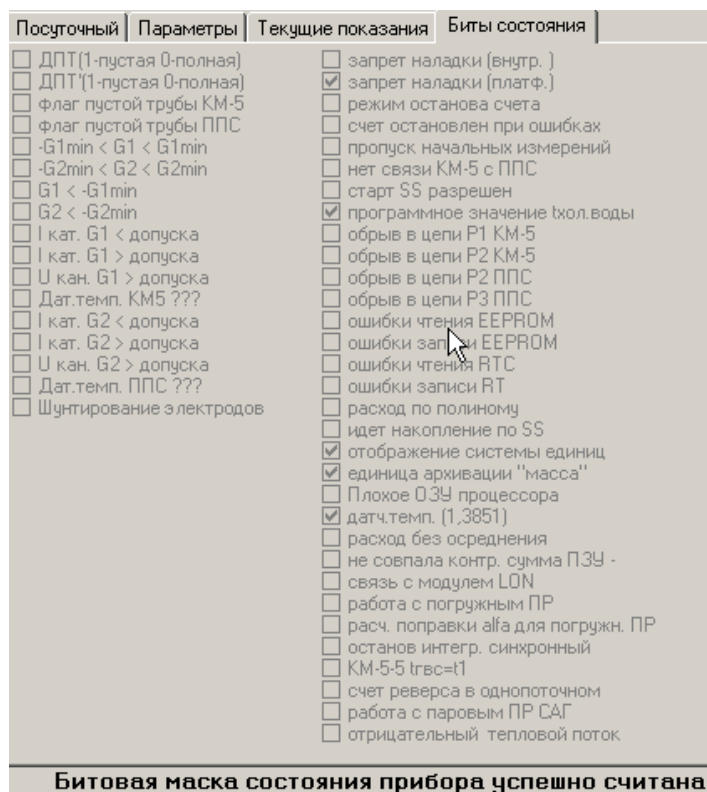 Посуточный Параметры Текущие показания Биты состояния
ДПТ(1-пустая 0-полная)
ДПТ'(1-пустая 0-полная)
флаг пустой трубы КМ-5
флаг пустой трубы ППС
-G1min < G1 < G1min
-G2min < G2 < G2min
G1 < -G1min
G2 < -G2min
I кат. G1 < допуска
I кат. G1 > допуска
U кан. G1 > допуска
Дат.темп. КМ5 ???
I кат. G2 < допуска
I кат. G2 > допуска
U кан. G2 > допуска
Дат.темп. ППС ???
Шунтирование электродов
запрет наладки (внутр. )
запрет наладки (платф.)
режим останова счета
счет остановлен при ошибках
пропуск начальных измерений
нет связи КМ-5 с ППС
старт SS разрешен
программное значение tхол.воды
обрыв в цепи P1 КМ-5
обрыв в цепи P2 КМ-5
обрыв в цепи P2 ППС
обрыв в цепи P3 ППС
ошибки чтения EEPROM
ошибки записи EEPROM
ошибки чтения RTC
ошибки записи RT
расход по полиному
идет накопление по SS
отображение системы единиц
единица архивации "масса"
Плохое ОЗУ процессора
датч.темп. (1,3851)
расход без осреднения
не совпала контр. сумма ПЗУ -
связь с модулем LON
работа с погружным ПР
расч. поправки alfa для погружн. ПР
останов интегр. синхронный
КМ-5-5 tгвс=t1
счет реверса в однопоточном
работа с паровым ПР САГ
отрицательный тепловой поток
Битовая маска состояния прибора успешно считана